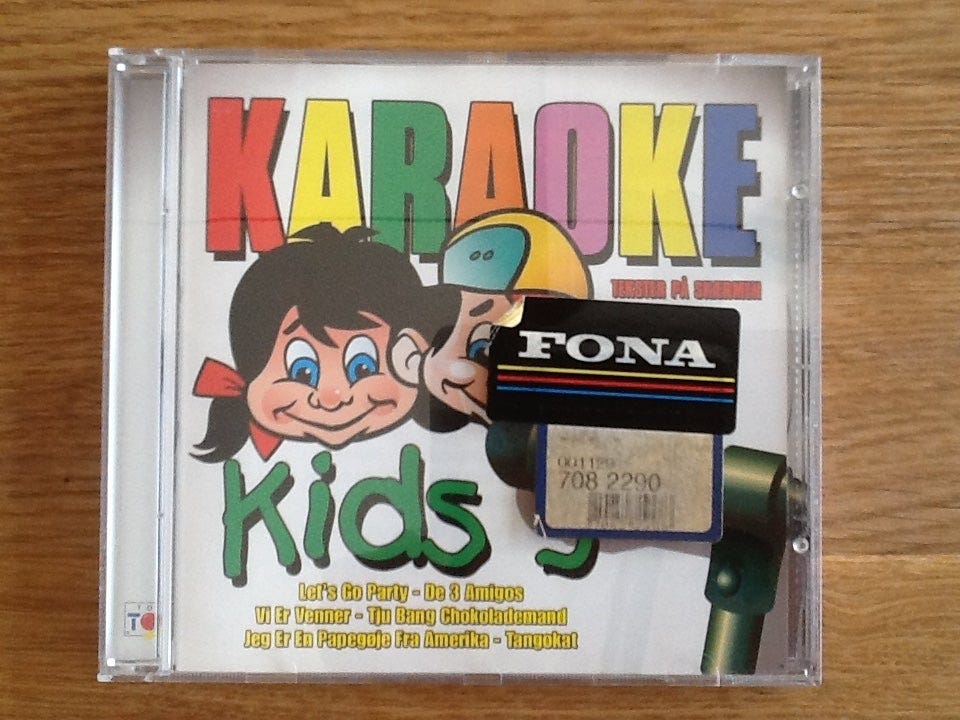 KARAOKE
TEKSTER PÅ SKÆRMEN
FONA
001129
708 2290
Kids
Let's Go Party - De 3 Amigos
Vi Er Venner - Tju Bang Chokolademand
Jeg Er En Papegøje Fra Amerika - Tangokat